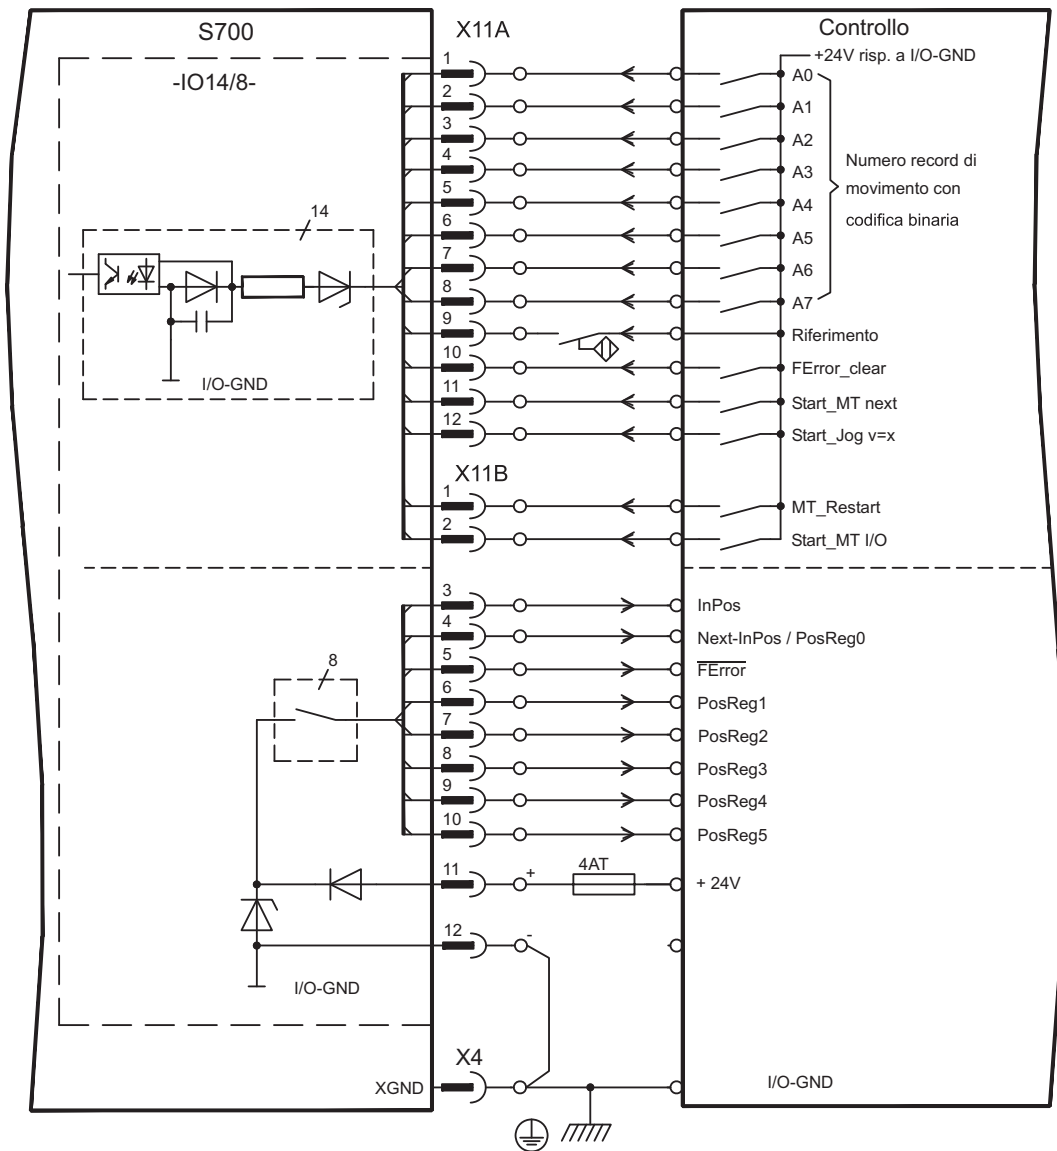 S700
X11A
Controllo
-IO14/8-
+24V risp. a I/O-GND
1
A0
2
A1
3
A2
4
A3
Numero record di
movimento con
codifica binaria
5
A4
6
A5
7
A6
8
A7
14
I/O-GND
9
Riferimento
10
FError_clear
11
Start_MT next
12
Start_Jog v=x
X11B
1
MT_Restart
2
Start_MT I/O
3
InPos
4
Next-InPos / PosReg0
5
FError
8
6
PosReg1
7
PosReg2
8
PosReg3
9
PosReg4
10
PosReg5
11
+
4AT
+ 24V
12
-
I/O-GND
X4
XGND
I/O-GND